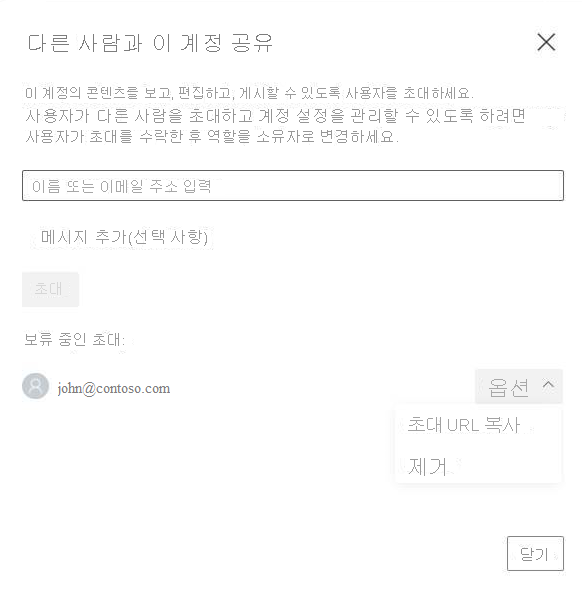 다른 사람과 이 계정 공유
이 계정의 콘텐츠를 보고, 편집하고, 게시할 수 있도록 사용자를 초대하세요.
사용자가 다른 사람을 초대하고 계정 설정을 관리할 수 있도록 하려면
사용자가 초대를 수락한 후 역할을 소유자로 변경하세요.
이름 또는 이메일 주소 입력
메시지 추가(선택 사항)
초대
보류 중인 초대:
john@contoso.com
옵션
초대 URL 복사
제거
닫기